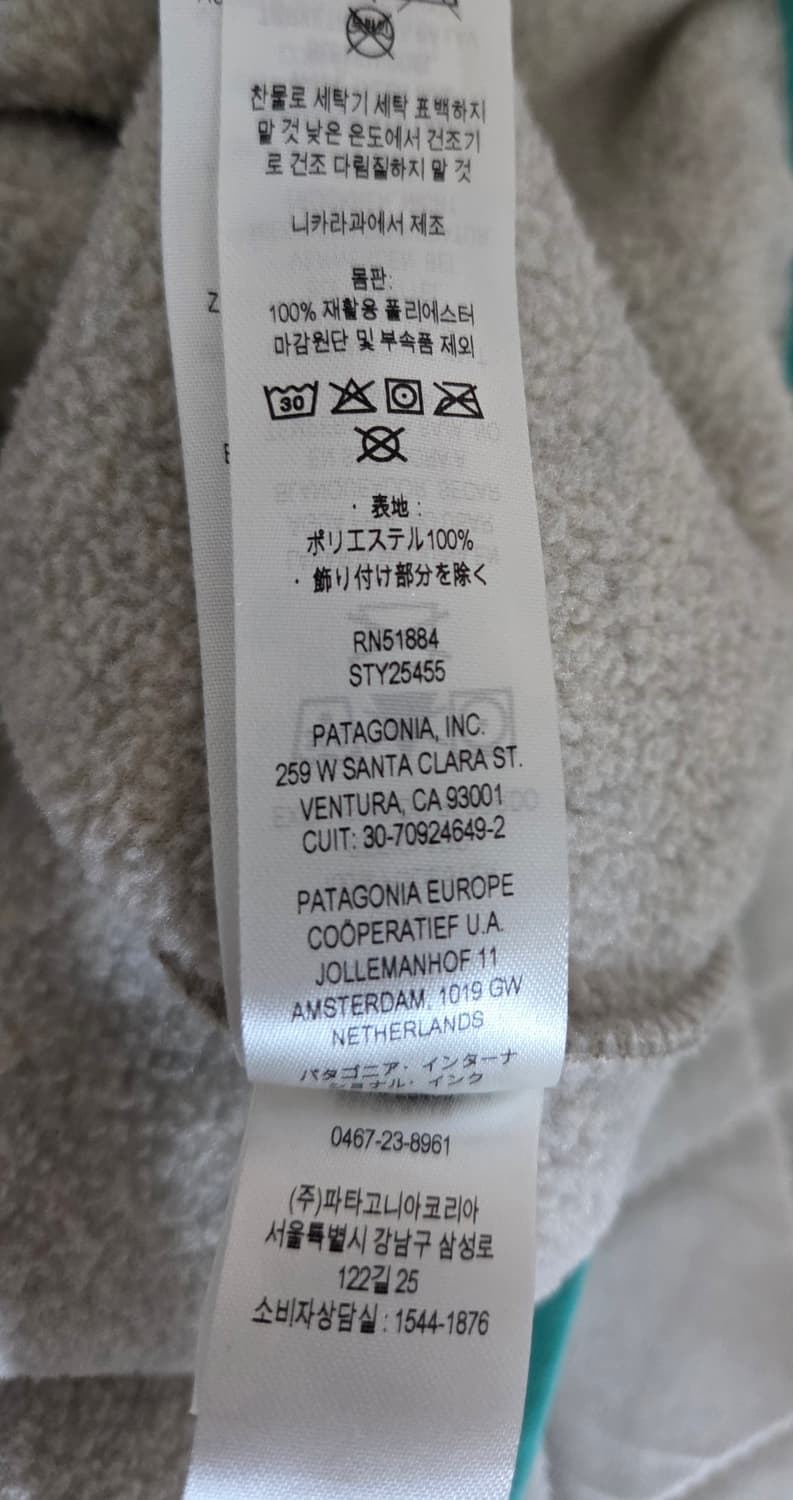 찬물로 세탁기 세탁 표백하지
말 것 낮은 온도에서 건조기
로 건조 다림질하지 말 것
니카라과에서 제조
몸판:
100% 재활용 폴리에스터
마감원단 및 부속품 제외
30
・表地：
ポリエステル100%
・飾り付け部分を除く
RN51884
STY25455
PATAGONIA, INC.
259 W SANTA CLARA ST.
VENTURA, CA 93001
CUIT: 30-70924649-2
PATAGONIA EUROPE
COÖPERATIEF U.A.
JOLLEMANHOF 11
AMSTERDAM, 1019 GW
NETHERLANDS
パタゴニア・インターナ
ショナル・インク
0467-23-8961
(주)파타고니아코리아
서울특별시 강남구 삼성로
122길 25
소비자상담실 : 1544-1876